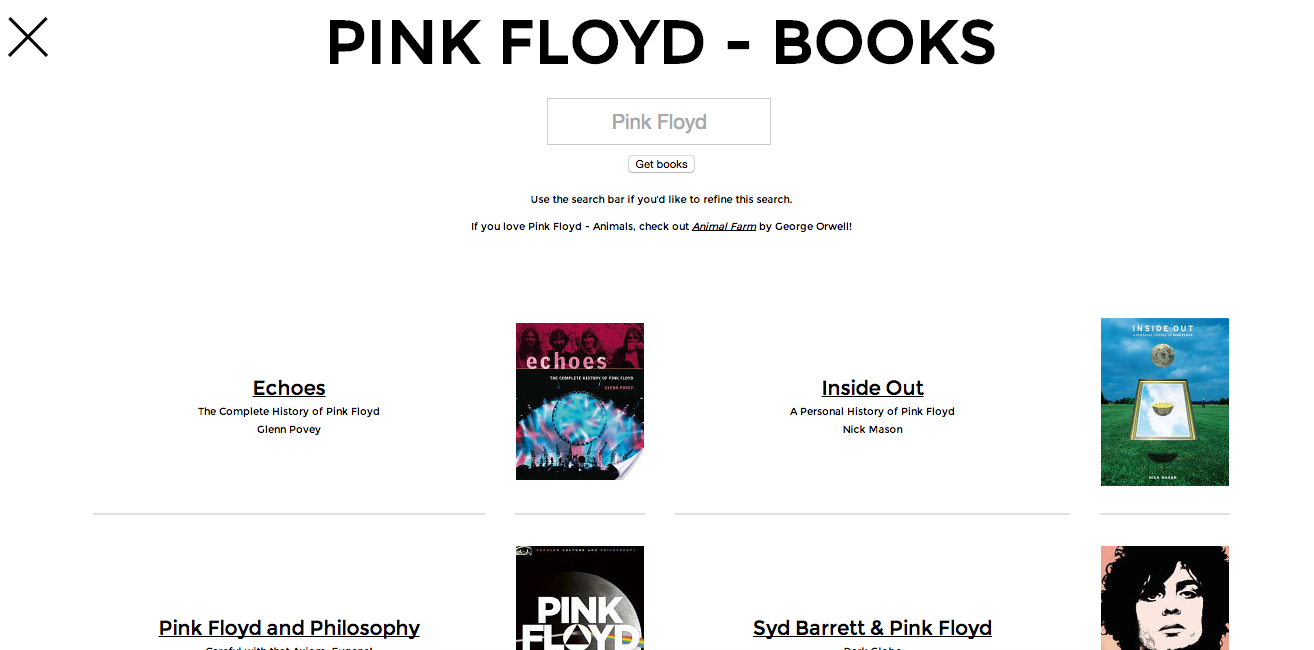 PINK FLOYD - BOOKS
Pink Floyd
Get books
Use the search bar if you'd like to refine this search.
If you love Pink Floyd - Animals, check out Animal Farm by George Orwell!
Echoes
The Complete History of Pink Floyd
Glenn Povey
echoes
THE COMPLETE HISTORY OF PINK FLOYD
GLENN POVEY
Inside Out
A Personal History of Pink Floyd
Nick Mason
INSIDE OUT
A PERSONAL HISTORY OF PINK FLOYD
NICK MASON
Pink Floyd and Philosophy
POPULAR CULTURE AND PHILOSOPHY
PINK
FLOYD
Syd Barrett & Pink Floyd